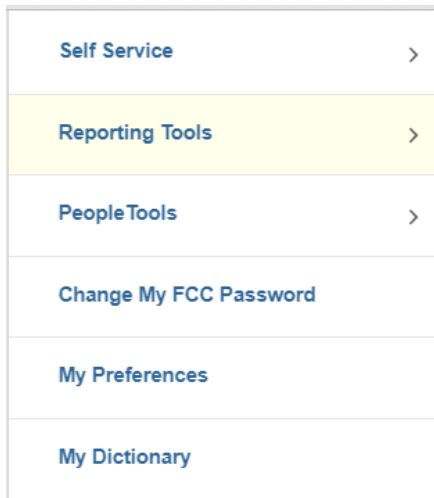 Self Service
Reporting Tools
PeopleTools
Change My FCC Password
My Preferences
My Dictionary